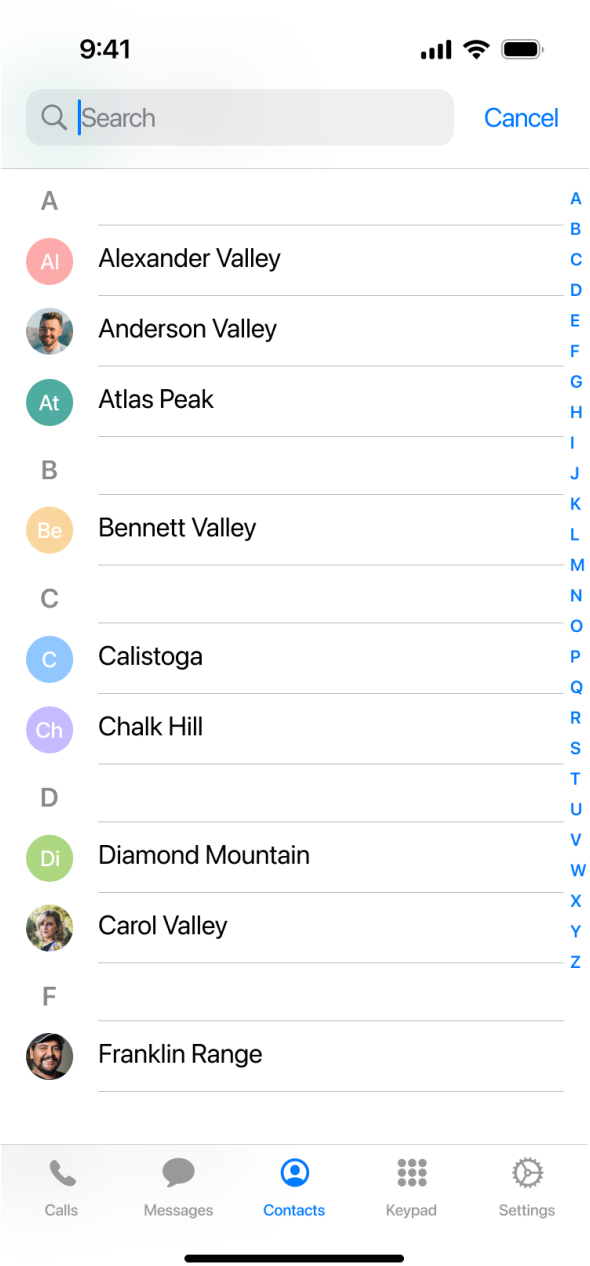 9:41
Search
Cancel
A
Al
Alexander Valley
Anderson Valley
At
Atlas Peak
B
Be
Bennett Valley
C
C
Calistoga
Ch
Chalk Hill
D
Di
Diamond Mountain
Carol Valley
F
Franklin Range
A
B
C
D
E
F
G
H
I
J
K
L
M
N
O
P
Q
R
S
T
U
V
W
X
Y
Z
Calls
Messages
Contacts
Keypad
Settings